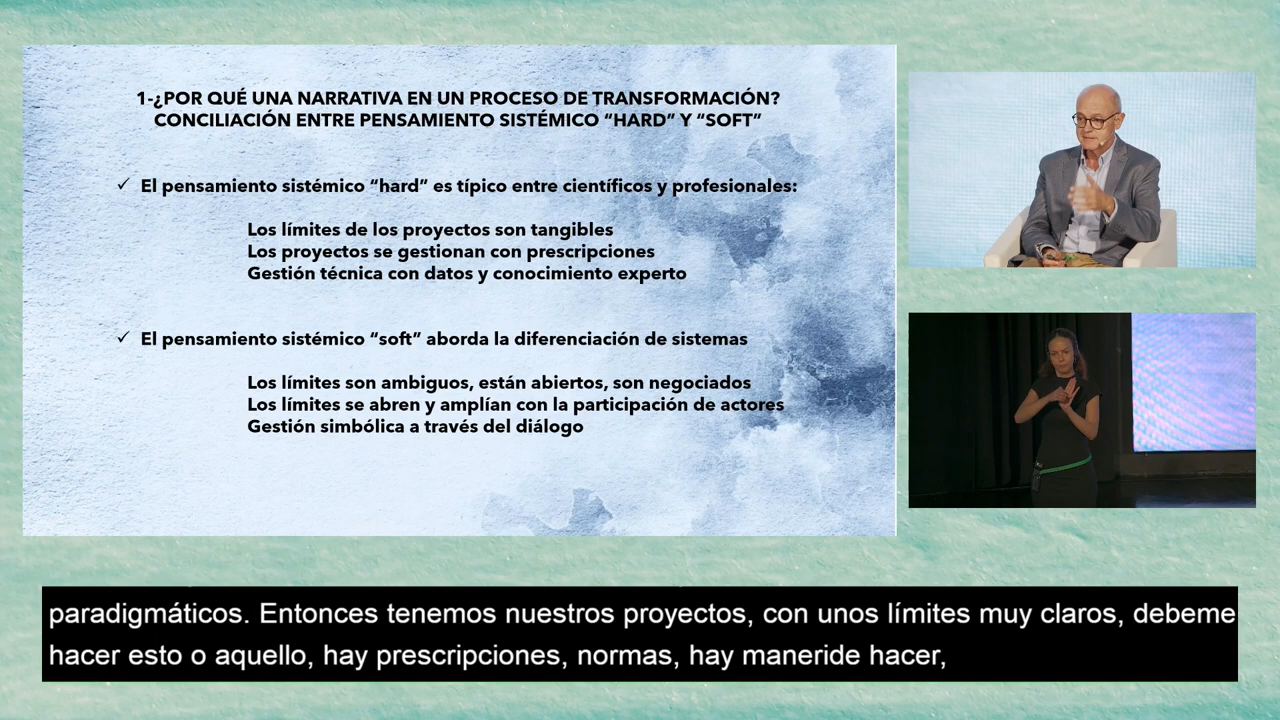 1-¿POR QUÉ UNA NARRATIVA EN UN PROCESO DE TRANSFORMACIÓN?
CONCILIACIÓN ENTRE PENSAMIENTO SISTÉMICO “HARD” Y “SOFT”
✓ El pensamiento sistémico “hard” es típico entre científicos y profesionales:
Los límites de los proyectos son tangibles
Los proyectos se gestionan con prescripciones
Gestión técnica con datos y conocimiento experto
✓ El pensamiento sistémico “soft” aborda la diferenciación de sistemas
Los límites son ambiguos, están abiertos, son negociados
Los límites se abren y amplían con la participación de actores
Gestión simbólica a través del diálogo
paradigmáticos. Entonces tenemos nuestros proyectos, con unos límites muy claros, debeme
hacer esto o aquello, hay prescripciones, normas, hay maneride hacer,